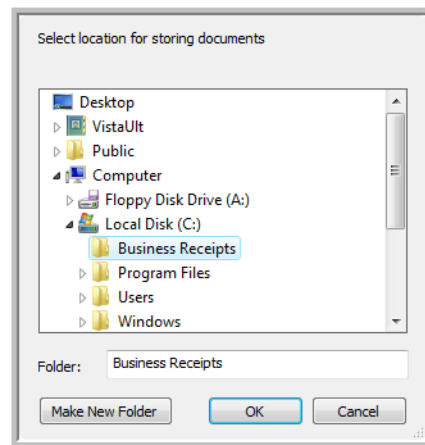 Select location for storing documents
Desktop
VistaUlt
Public
Computer
Floppy Disk Drive (A:)
Local Disk (C:)
Business Receipts
Program Files
Users
Windows
Folder: Business Receipts
Make New Folder OK Cancel